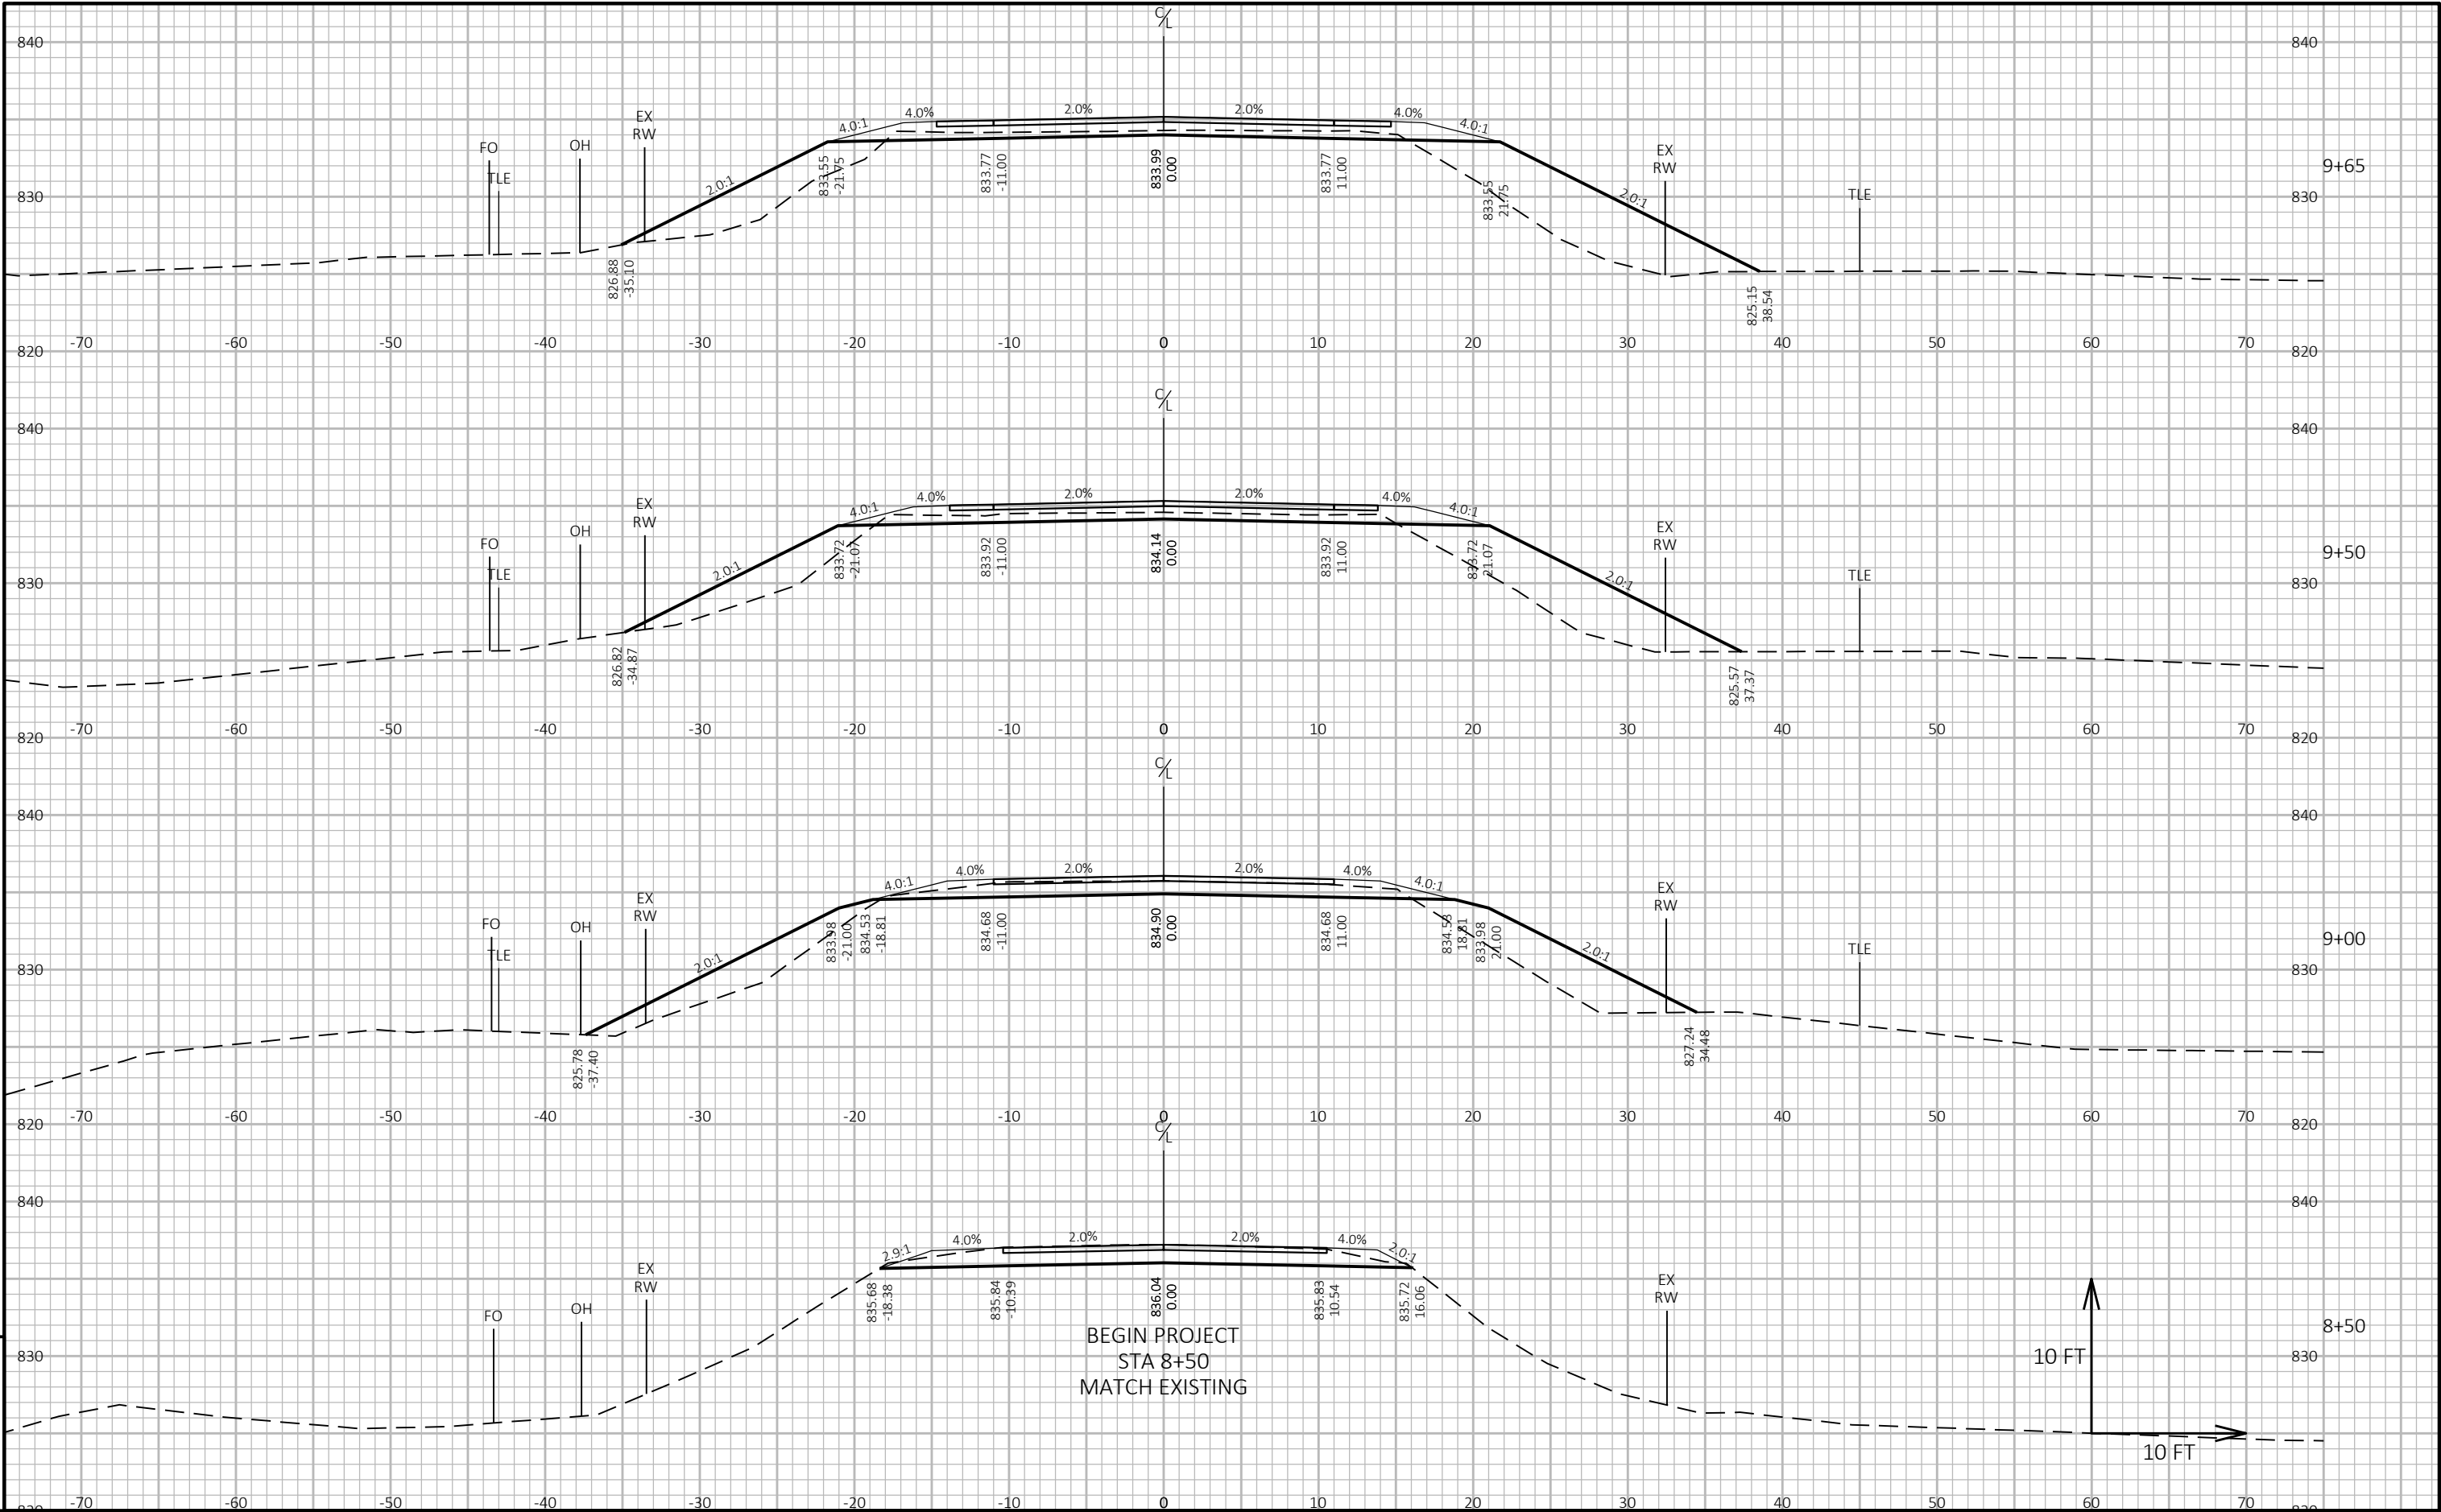 C/L
840 840
4.0:1 4.0% 2.0% 2.0% 4.0% 4.0:1
EX
RW
FO
OH
TLE
EX
RW
TLE
9+65
2.0:1
2.0:1
830 830
833.55
-21.75
833.77
-11.00
833.99
0.00
833.77
11.00
833.55
21.75
826.88
-35.10
825.15
38.54
820 -70 -60 -50 -40 -30 -20 -10 0 10 20 30 40 50 60 70 820
C/L
840 840
4.0:1 4.0% 2.0% 2.0% 4.0% 4.0:1
EX
RW
FO
OH
TLE
EX
RW
TLE
9+50
2.0:1
2.0:1
830 830
833.72
-21.07
833.92
-11.00
834.14
0.00
833.92
11.00
833.72
21.07
826.82
-34.87
825.57
37.37
820 -70 -60 -50 -40 -30 -20 -10 0 10 20 30 40 50 60 70 820
C/L
840 840
4.0:1 4.0% 2.0% 2.0% 4.0% 4.0:1
EX
RW
FO
OH
TLE
EX
RW
TLE
9+00
2.0:1
2.0:1
830 830
833.98
-21.00
834.53
-18.81
834.68
-11.00
834.90
0.00
834.68
11.00
834.53
18.81
833.98
21.00
825.78
-37.40
827.24
34.48
820 -70 -60 -50 -40 -30 -20 -10 0 10 20 30 40 50 60 70 820
C/L
840 840
2.9:1 4.0% 2.0% 2.0% 4.0% 2.0:1
EX
RW
FO
OH
EX
RW
8+50
830 830
835.68
-18.38
835.84
-10.39
836.04
0.00
835.83
10.54
835.72
16.06
BEGIN PROJECT
STA 8+50
MATCH EXISTING
10 FT
10 FT
-70 -60 -50 -40 -30 -20 -10 0 10 20 30 40 50 60 70